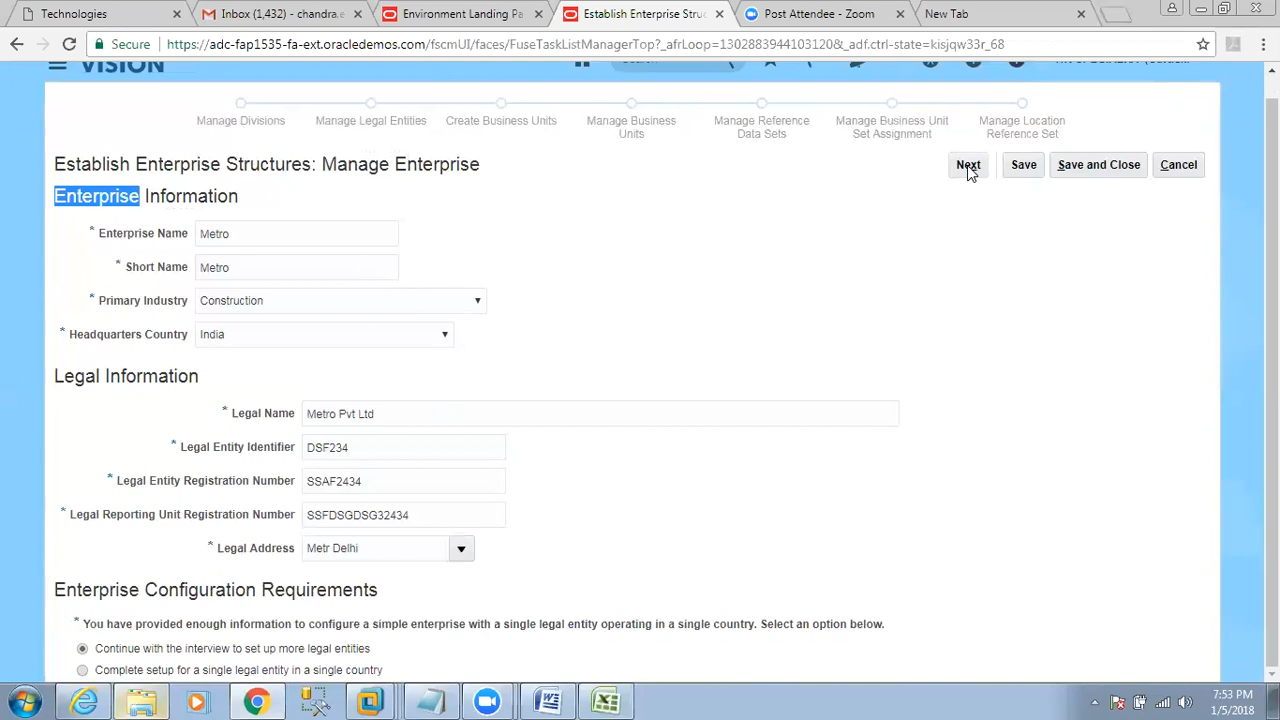 Technologies
Inbox (1,432) - chandra.e
Environment Landing Pa
Establish Enterprise Struc
Post Attendee - Zoom
New Tab
Secure
https://adc-fap1535-fa-ext.oracledemos.com/fscmUI/faces/FuseTaskListManagerTop?_afrLoop=1302883944103120&_adf.ctrl-state=kisjqw33r_68
VISION
Manage Divisions
Manage Legal Entities
Create Business Units
Manage Business
Units
Manage Reference
Data Sets
Manage Business Unit
Set Assignment
Manage Location
Reference Set
Establish Enterprise Structures: Manage Enterprise
Next
Save
Save and Close
Cancel
Enterprise Information
* Enterprise Name Metro
* Short Name Metro
* Primary Industry Construction
* Headquarters Country India
Legal Information
* Legal Name Metro Pvt Ltd
* Legal Entity Identifier DSF234
* Legal Entity Registration Number SSAF2434
* Legal Reporting Unit Registration Number SSFDSGDSG32434
* Legal Address Metr Delhi
Enterprise Configuration Requirements
* You have provided enough information to configure a simple enterprise with a single legal entity operating in a single country. Select an option below.
Continue with the interview to set up more legal entities
Complete setup for a single legal entity in a single country
7:53 PM
1/5/2018